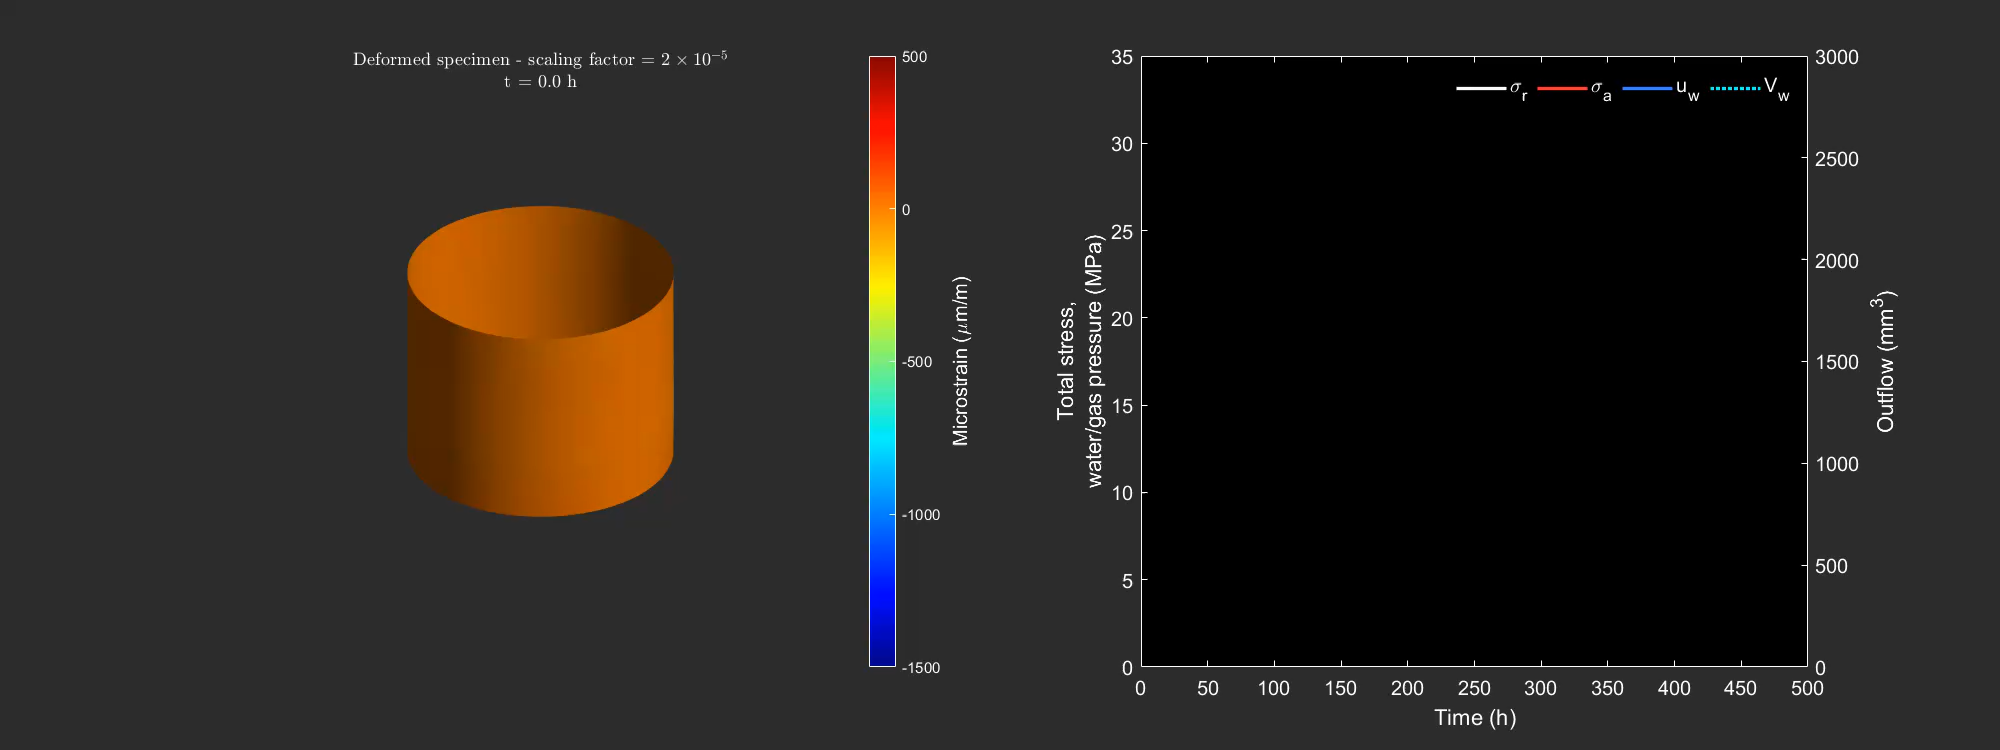 Deformed specimen - scaling factor = 2 × 10⁻⁵
t = 0.0 h
500
0
-500
-1000
-1500
Microstrain (μm/m)
σr σa uw Vw
35
30
25
20
15
10
5
0
Total stress,
water/gas pressure (MPa)
3000
2500
2000
1500
1000
500
0
Outflow (mm³)
0 50 100 150 200 250 300 350 400 450 500
Time (h)